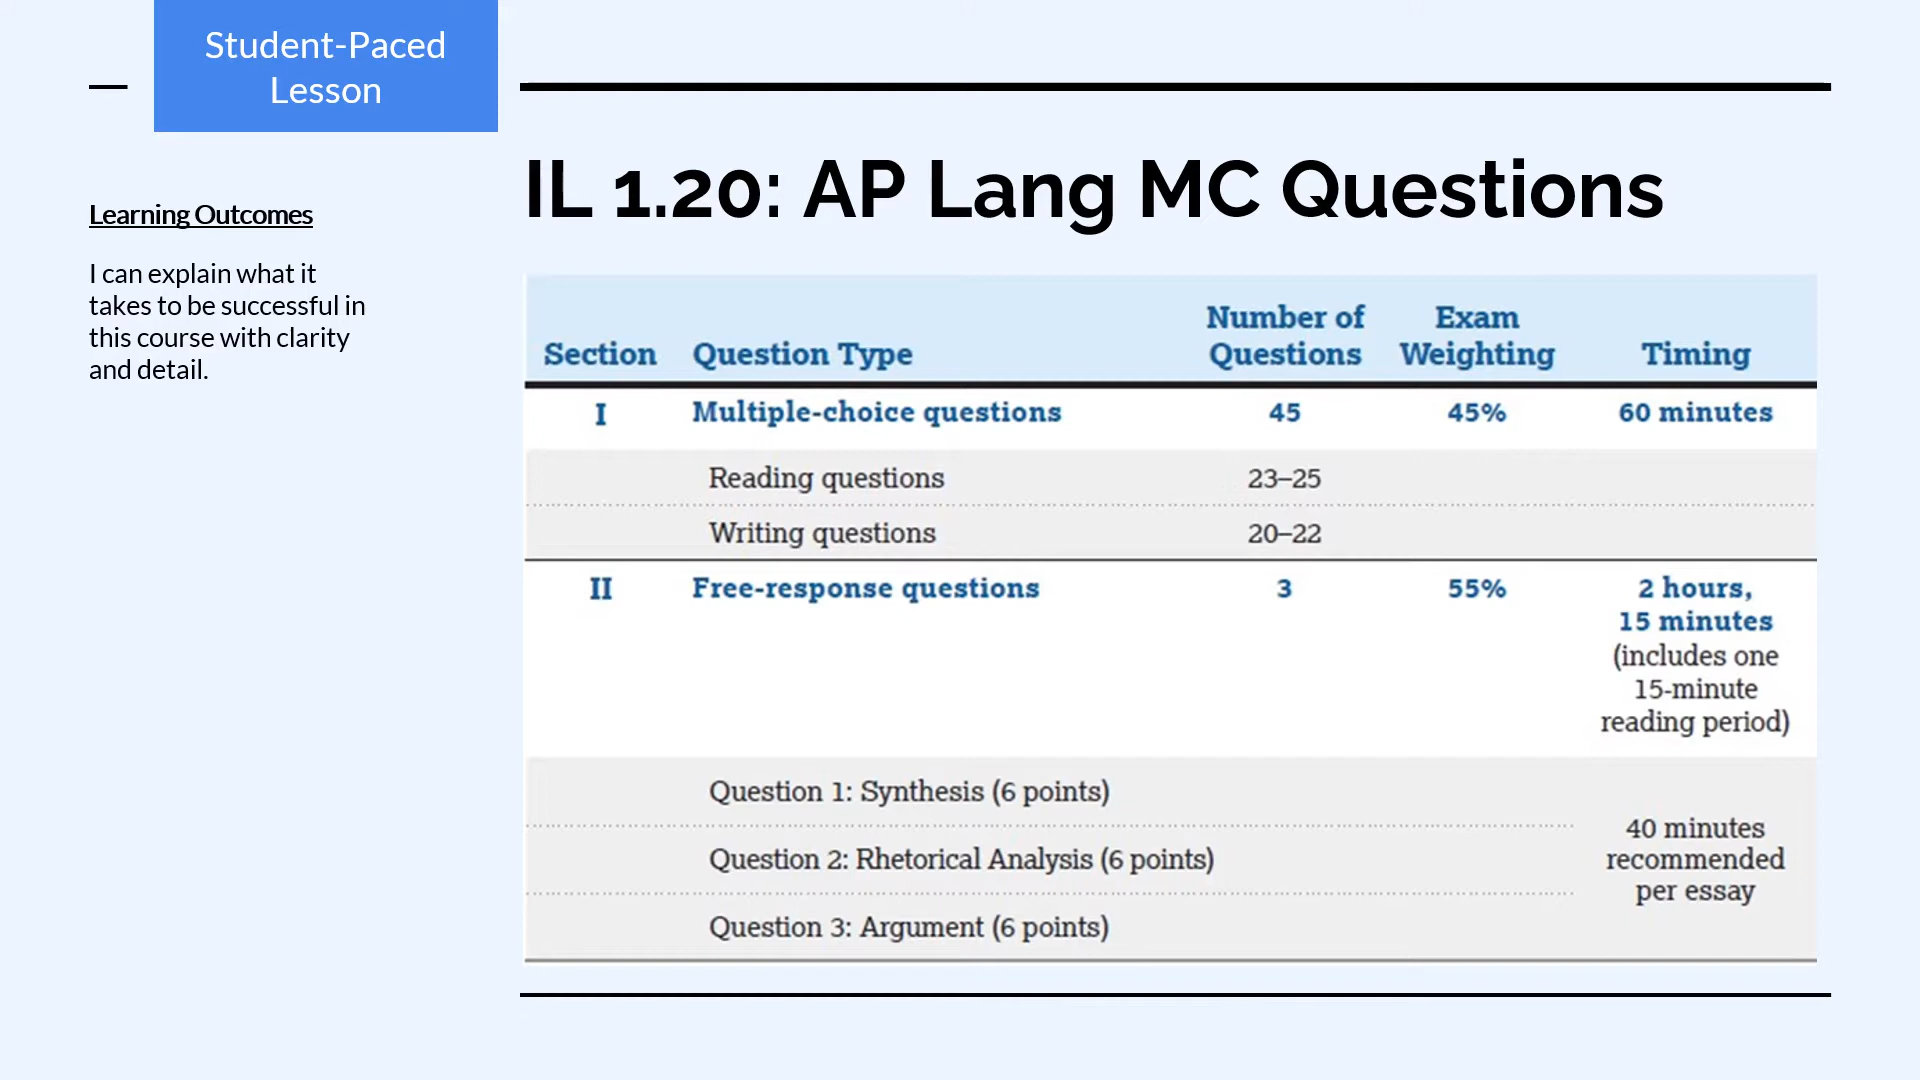 Student-Paced
Lesson
Learning Outcomes
I can explain what it
takes to be successful in
this course with clarity
and detail.
IL 1.20: AP Lang MC Questions
Section Question Type Number of Questions Exam Weighting Timing
I Multiple-choice questions 45 45% 60 minutes
Reading questions 23–25
Writing questions 20–22
II Free-response questions 3 55% 2 hours,
15 minutes
(includes one
15-minute
reading period)
Question 1: Synthesis (6 points)
Question 2: Rhetorical Analysis (6 points)
Question 3: Argument (6 points)
40 minutes
recommended
per essay